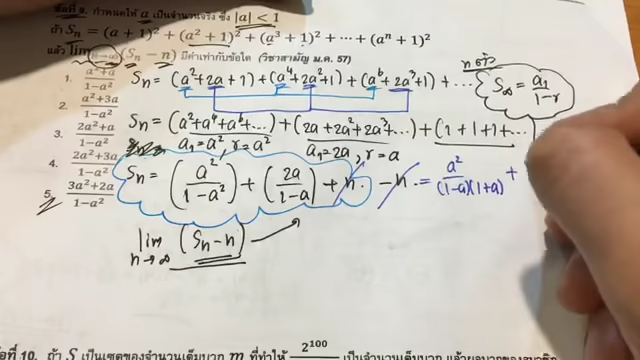 ข้อที่ 9. กำหนดให้ a เป็นจำนวนจริง ซึ่ง |a| < 1
ถ้า Sₙ = (a + 1)² + (a² + 1)² + (a³ + 1)² + ⋯ + (aⁿ + 1)²
แล้ว lim n→∞ (Sₙ − n) มีค่าเท่ากับข้อใด (วิชาสามัญ ม.ค. 57)
1. (a²+a)/(1−a²)
2. (a²+3a)/(1−a²)
3. (2a²+a)/(1−a²)
4. (2a²+3a)/(1−a²)
5. (3a²+2a)/(1−a²)
Sₙ = (a²+2a+1)+(a⁴+2a²+1)+(a⁶+2a³+1)+...
n ตัว
S∞ = a₁/(1−r)
Sₙ = (a²+a⁴+a⁶+...) + (2a+2a²+2a³+...) + (1+1+1+...
a₁=a², r=a² a₁=2a, r=a
Sₙ = (a²/(1−a²)) + (2a/(1−a)) + n − n = a²/((1−a)(1+a)) +
lim n→∞ (Sₙ−n)
ข้อที่ 10. ถ้า S เป็นเซตของจำนวนเต็มบวก m ที่ทำให้ 2¹⁰⁰ เป็นจำนวนเต็มบวก